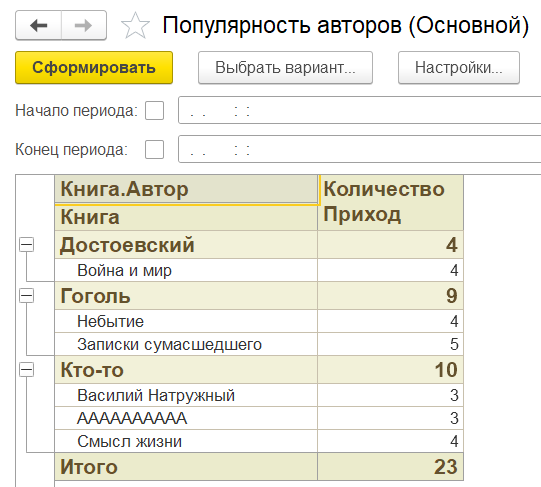 Популярность авторов (Основной)
Сформировать Выбрать вариант... Настройки...
Начало периода: . . : :
Конец периода: . . : :
Книга.Автор Количество
Книга Приход
Достоевский 4
Война и мир 4
Гоголь 9
Небытие 4
Записки сумасшедшего 5
Кто-то 10
Василий Натружный 3
АААААААААА 3
Смысл жизни 4
Итого 23